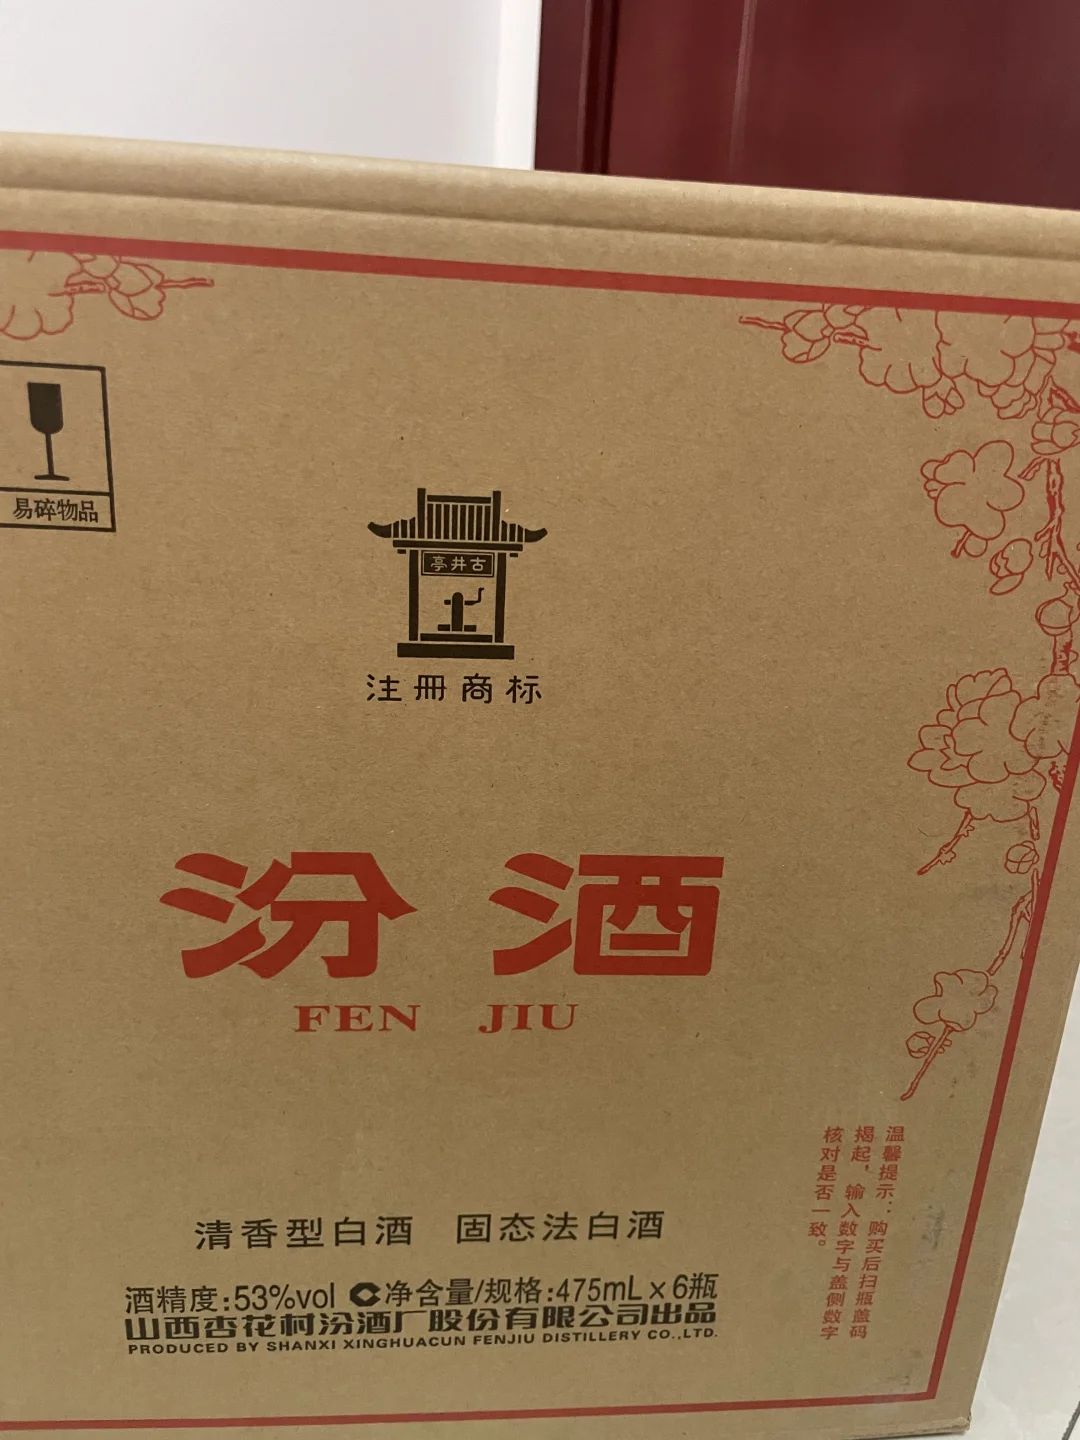 易碎物品
亭井古
注册商标
汾酒
FEN JIU
温馨提示：购买后扫瓶盖码
揭起，输入数字与盖侧数字
核对是否一致。
清香型白酒 固态法白酒
酒精度:53%vol 净含量/规格:475mL×6瓶
山西杏花村汾酒厂股份有限公司出品
PRODUCED BY SHANXI XINGHUACUN FENJIU DISTILLERY CO.,LTD.